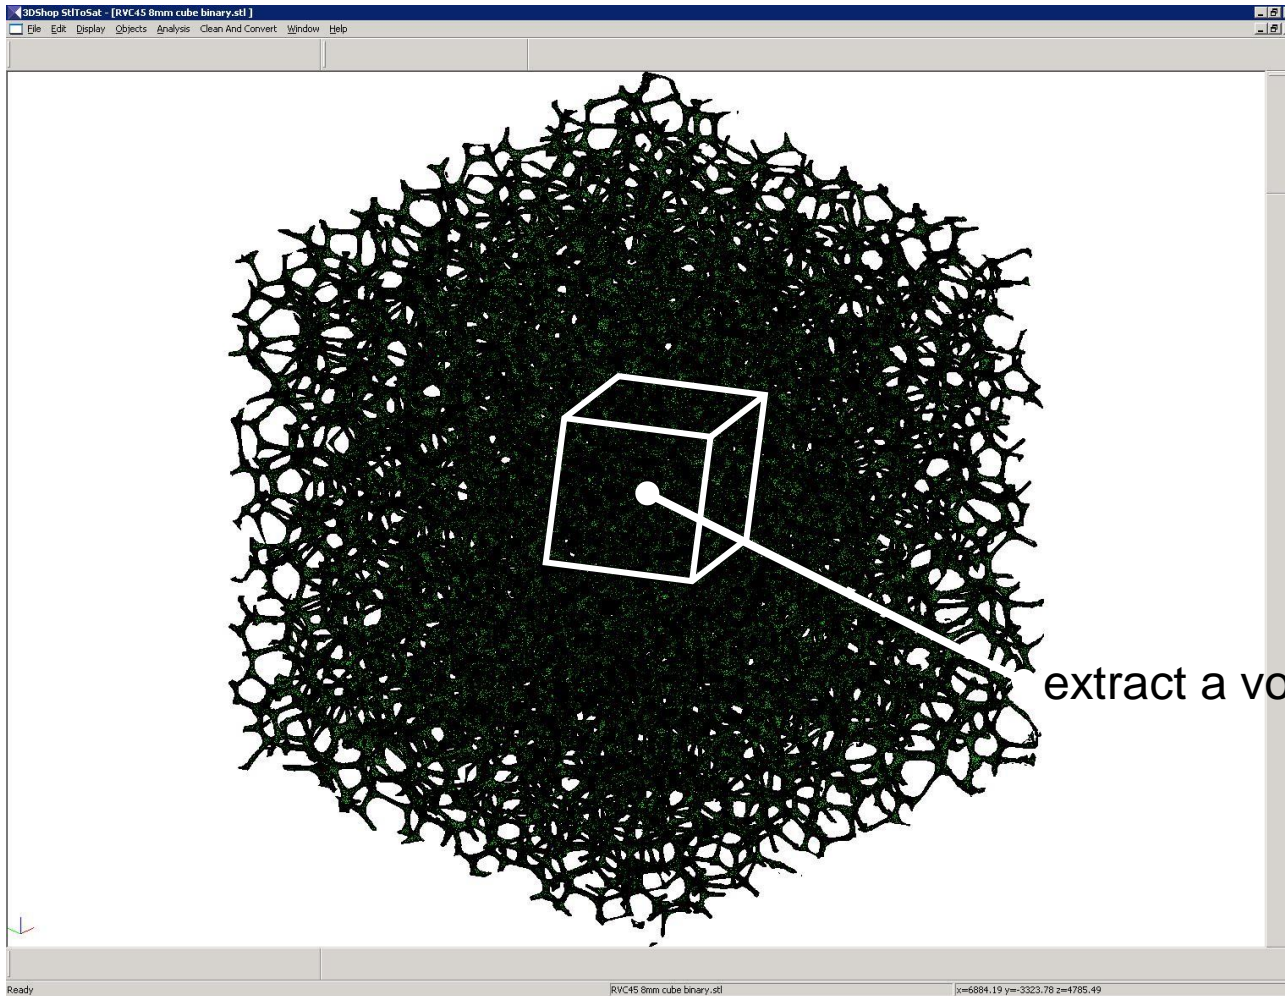 3DShop StlToSat - [RVC45 8mm cube binary.stl ]
File Edit Display Objects Analysis Clean And Convert Window Help
extract a vo
Ready RVC45 8mm cube binary.stl x=6884.19 y=-3323.78 z=4785.49